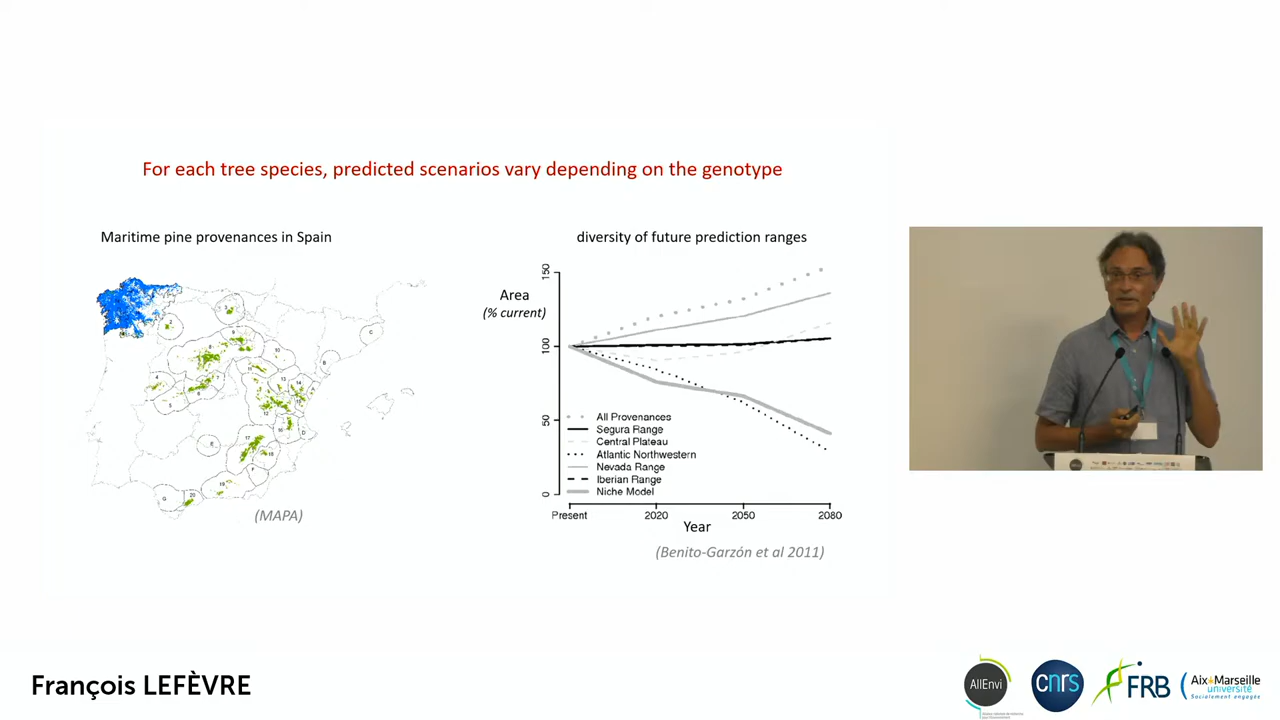 For each tree species, predicted scenarios vary depending on the genotype
Maritime pine provenances in Spain
(MAPA)
diversity of future prediction ranges
Area
(% current)
150
100
50
0
All Provenances
Segura Range
Central Plateau
Atlantic Northwestern
Nevada Range
Iberian Range
Niche Model
Present
2020
2050
2080
Year
(Benito-Garzón et al 2011)
François LEFÈVRE
AllEnvi
cnrs
FRB
Aix Marseille
université
Socialement engagée